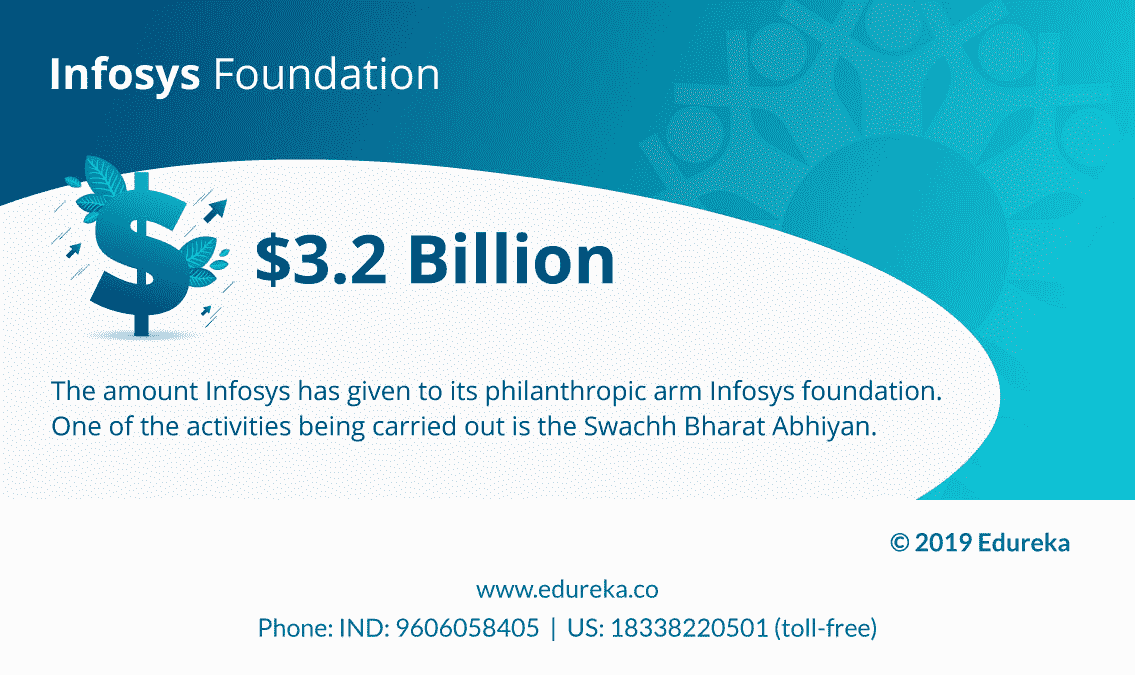 Infosys Foundation
$3.2 Billion
The amount Infosys has given to its philanthropic arm Infosys foundation.
One of the activities being carried out is the Swachh Bharat Abhiyan.
© 2019 Edureka
www.edureka.co
Phone: IND: 9606058405 | US: 18338220501 (toll-free)